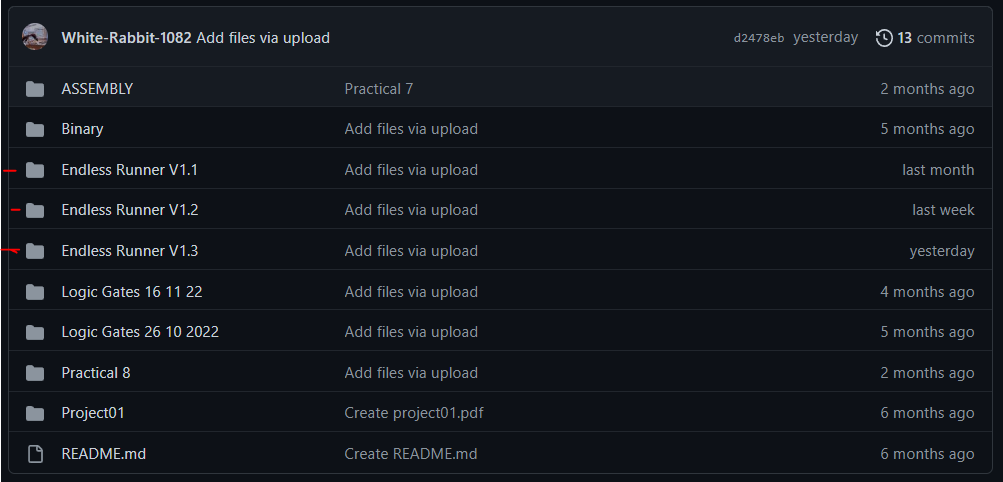 White-Rabbit-1082 Add files via upload d2478eb yesterday 13 commits
ASSEMBLY Practical 7 2 months ago
Binary Add files via upload 5 months ago
Endless Runner V1.1 Add files via upload last month
Endless Runner V1.2 Add files via upload last week
Endless Runner V1.3 Add files via upload yesterday
Logic Gates 16 11 22 Add files via upload 4 months ago
Logic Gates 26 10 2022 Add files via upload 5 months ago
Practical 8 Add files via upload 2 months ago
Project01 Create project01.pdf 6 months ago
README.md Create README.md 6 months ago